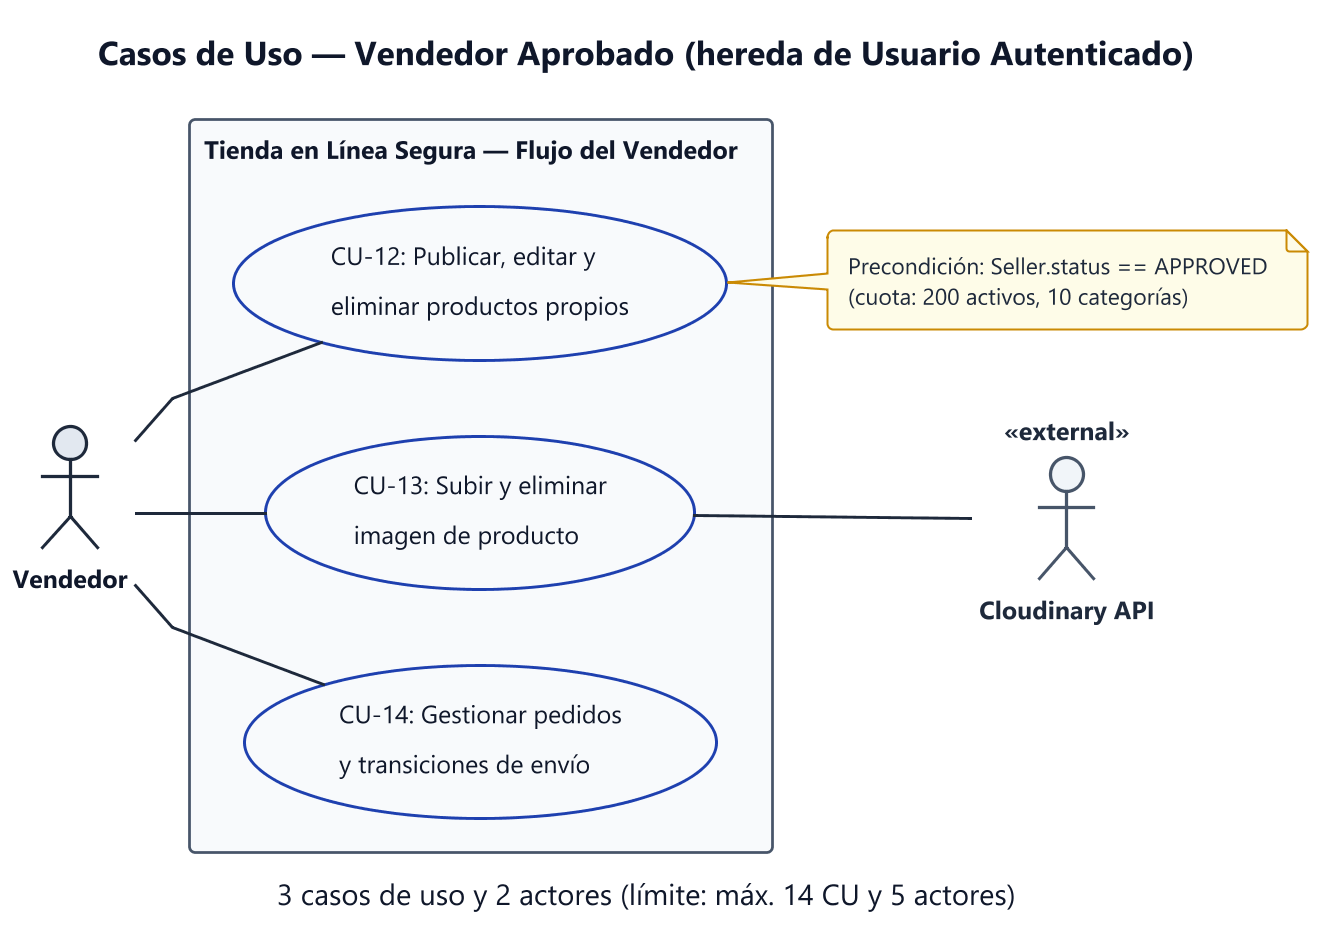 Casos de Uso — Vendedor Aprobado (hereda de Usuario Autenticado)
Tienda en Línea Segura — Flujo del Vendedor
CU-12: Publicar, editar y
eliminar productos propios
Precondición: Seller.status == APPROVED
(cuota: 200 activos, 10 categorías)
CU-13: Subir y eliminar
imagen de producto
Vendedor
«external»
Cloudinary API
CU-14: Gestionar pedidos
y transiciones de envío
3 casos de uso y 2 actores (límite: máx. 14 CU y 5 actores)